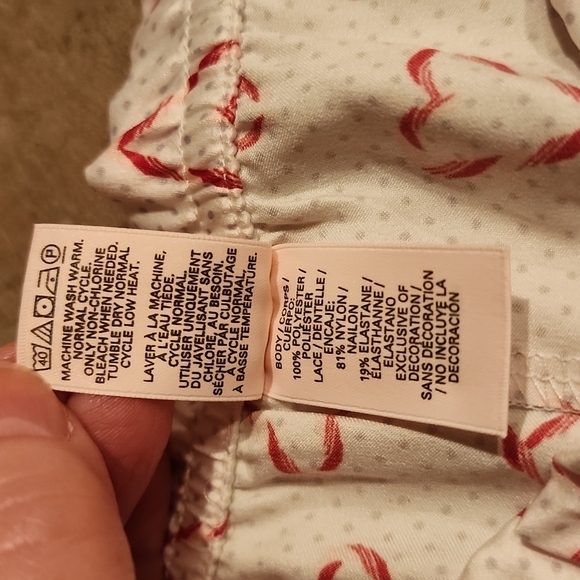 40
P
MACHINE WASH WARM.
NORMAL CYCLE.
ONLY NON-CHLORINE
BLEACH WHEN NEEDED.
TUMBLE DRY NORMAL
CYCLE LOW HEAT.
LAVER À LA MACHINE,
À L'EAU TIÈDE.
CYCLE NORMAL.
UTILISER UNIQUEMENT
DU JAVELLISANT SANS
CHLORE, AU BESOIN.
SÉCHER PAR CULBUTAGE
À CYCLE NORMAL
À BASSE TEMPÉRATURE.
BODY / CORPS /
CUERPO:
100% POLYESTER /
POLIÉSTER
LACE / DENTELLE /
ENCAJE:
81% NYLON /
NAILON
19% ELASTANE /
ÉLASTHANNE /
ELASTANO
EXCLUSIVE OF
DECORATION /
SANS DÉCORATION
/ NO INCLUYE LA
DECORACIÓN